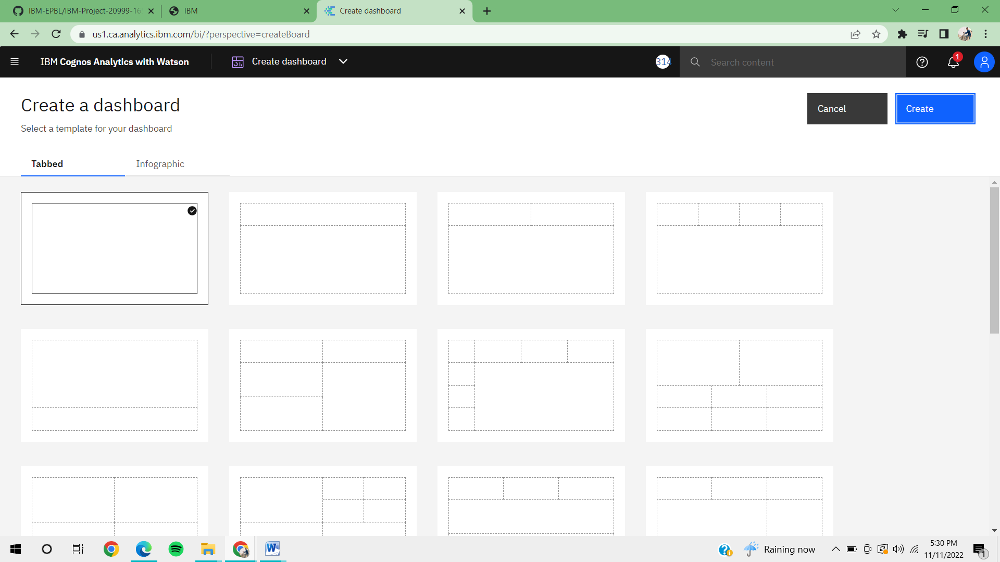 IBM-EPBL/IBM-Project-20999-16
IBM
Create dashboard
us1.ca.analytics.ibm.com/bi/?perspective=createBoard
IBM Cognos Analytics with Watson
Create dashboard
314
Search content
1
Create a dashboard
Cancel
Create
Select a template for your dashboard
Tabbed
Infographic
Raining now
5:30 PM
11/11/2022
1